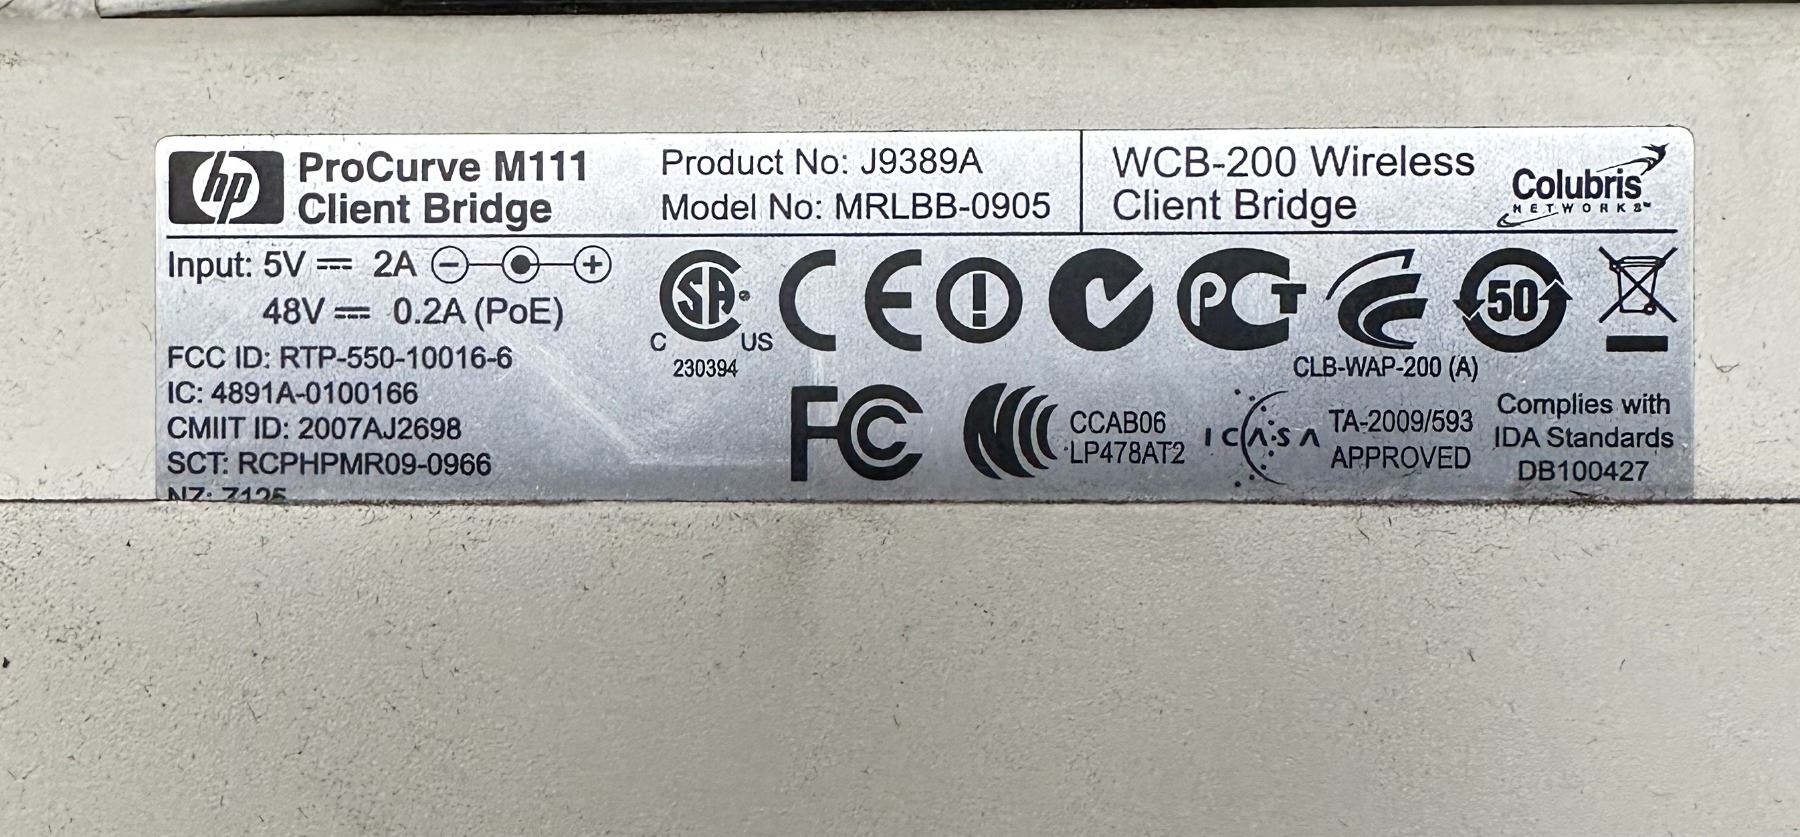 hp ProCurve M111
Client Bridge
Product No: J9389A
Model No: MRLBB-0905
WCB-200 Wireless
Client Bridge
Colubris
NETWORKS™
Input: 5V ⎓ 2A
48V ⎓ 0.2A (PoE)
FCC ID: RTP-550-10016-6
IC: 4891A-0100166
CMIIT ID: 2007AJ2698
SCT: RCPHPMR09-0966
NZ: Z125
SA
C US
230394
CE
PCT
50
CLB-WAP-200 (A)
FC
N
CCAB06
LP478AT2
ICASA
TA-2009/593
APPROVED
Complies with
IDA Standards
DB100427